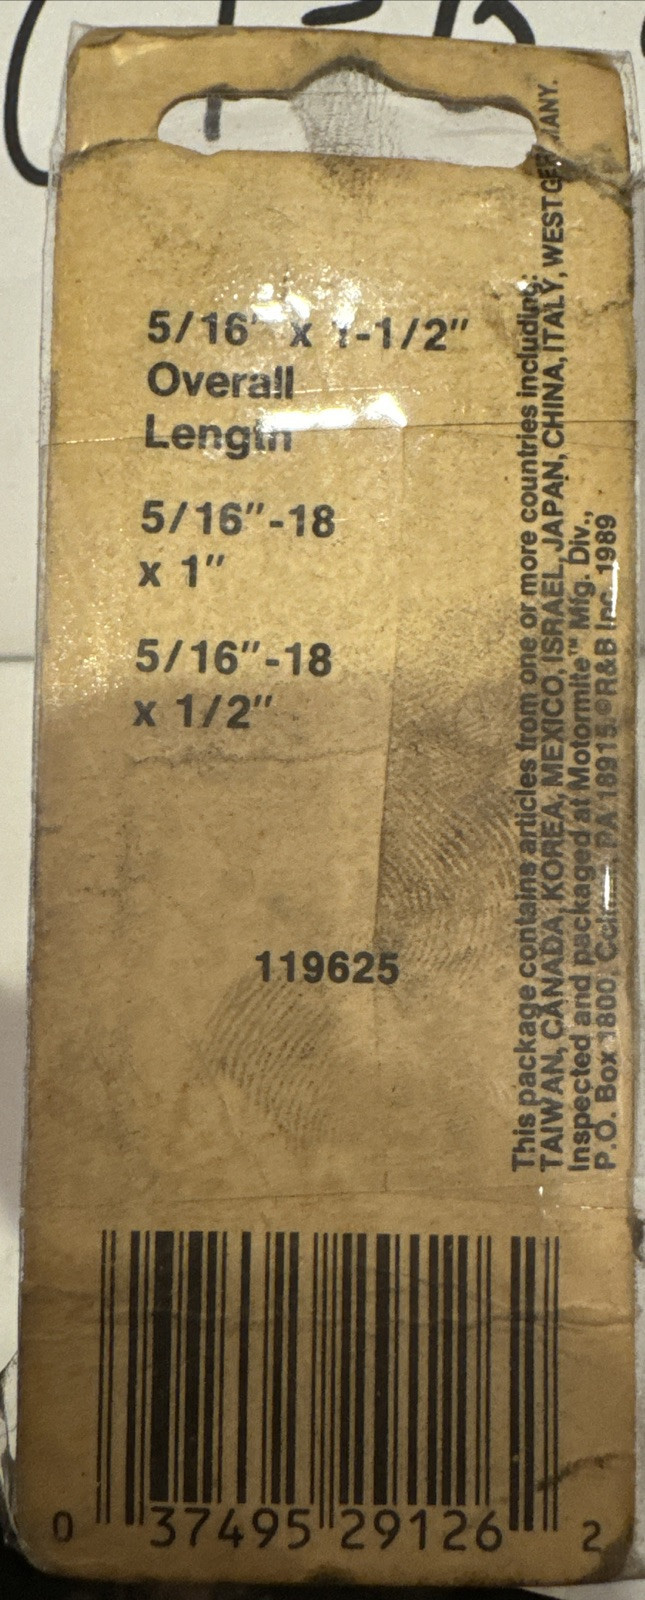 5/16" x 1-1/2"
Overall
Length
5/16"-18
x 1"
5/16"-18
x 1/2"
119625
This package contains articles from one or more countries including:
TAIWAN, CANADA, KOREA, MEXICO, ISRAEL, JAPAN, CHINA, ITALY, WEST GERMANY.
Inspected and packaged at Motormite™ Mfg. Div.,
P.O. Box 1800, PA 18915 ©R&B Inc. 1989
0 37495 29126 2